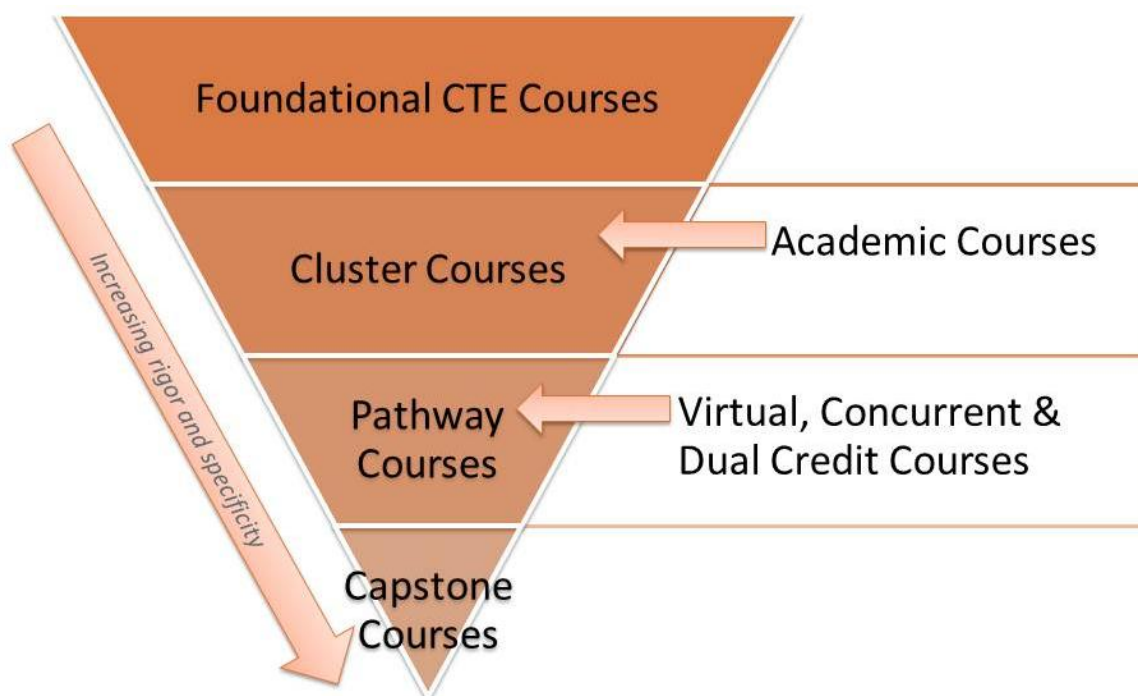 Foundational CTE Courses
Cluster Courses
Academic Courses
Pathway
Courses
Virtual, Concurrent &
Dual Credit Courses
Capstone
Courses
Increasing rigor and specificity